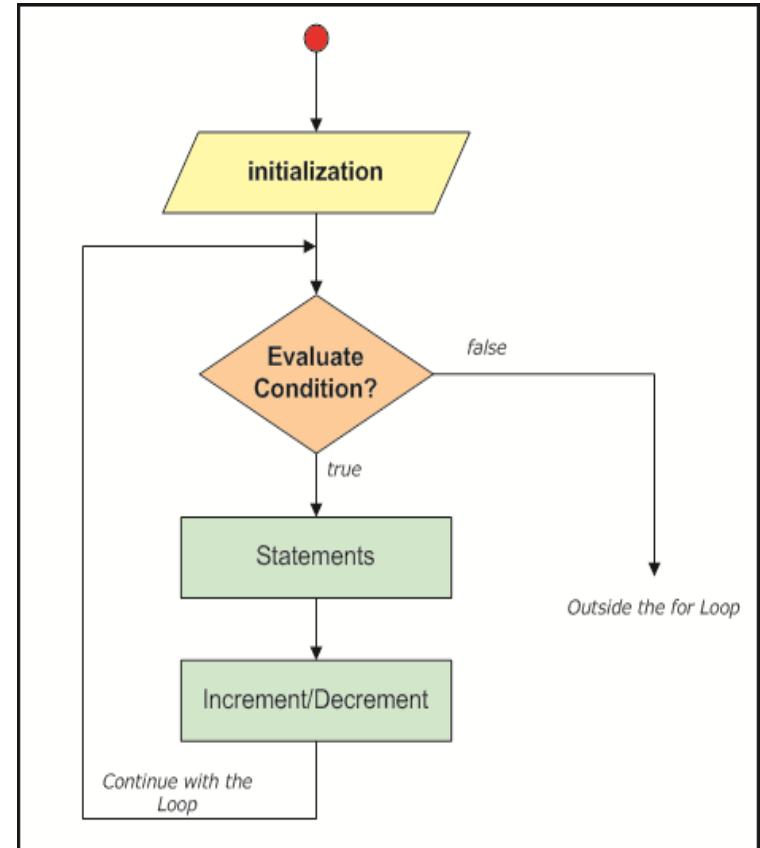 initialization
Evaluate
Condition?
false
true
Statements
Outside the for Loop
Increment/Decrement
Continue with the
Loop